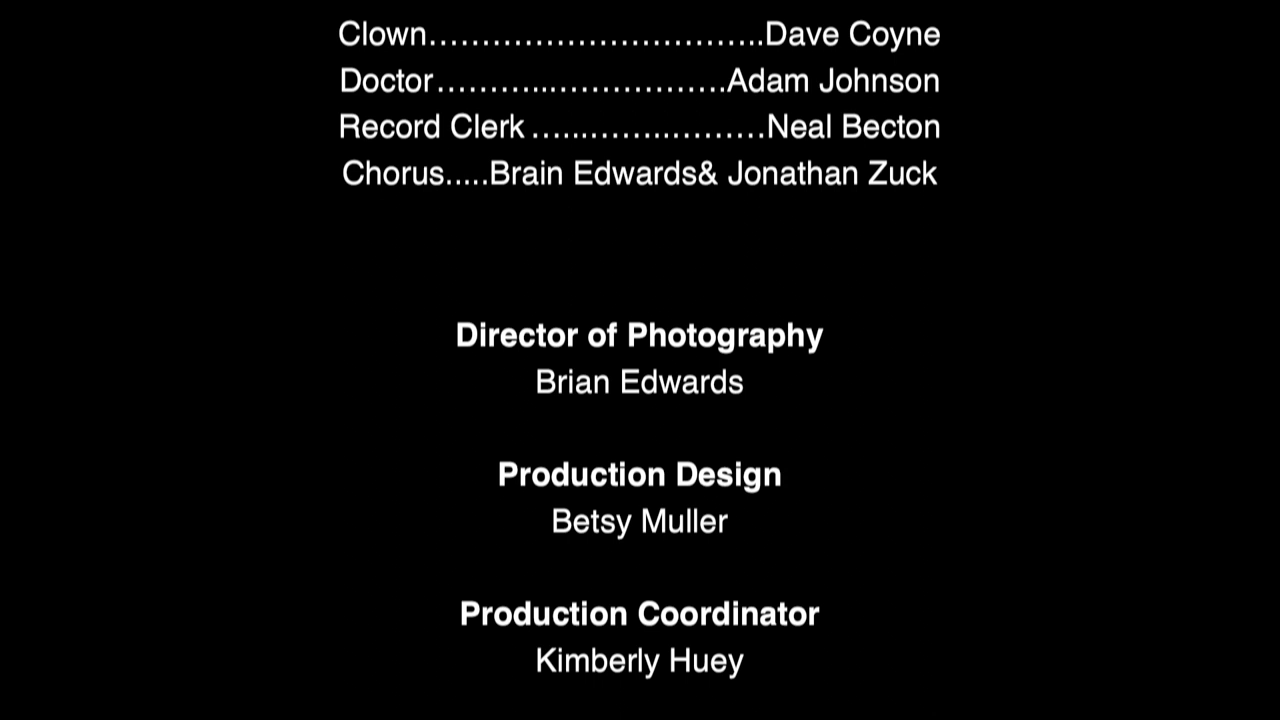 Clown…………………………..Dave Coyne
Doctor………...…………….Adam Johnson
Record Clerk …...…….………Neal Becton
Chorus.....Brain Edwards& Jonathan Zuck
Director of Photography
Brian Edwards
Production Design
Betsy Muller
Production Coordinator
Kimberly Huey